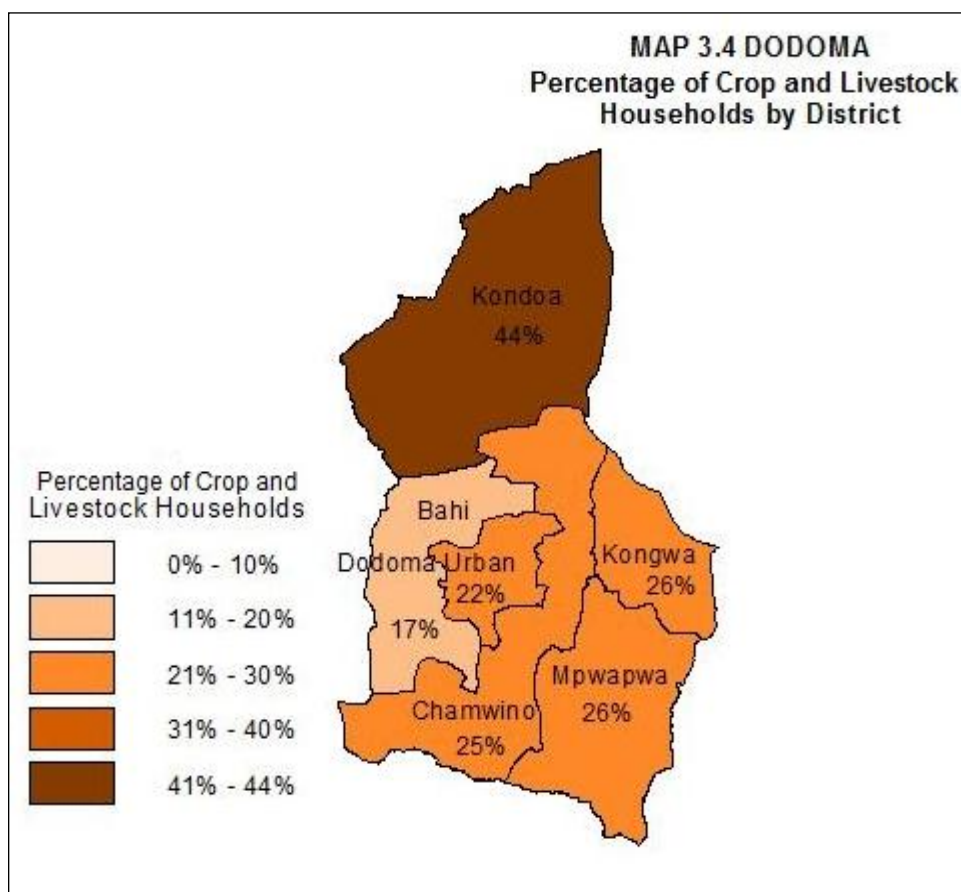 MAP 3.4 DODOMA
Percentage of Crop and Livestock
Households by District
Kondoa
44%
Bahi
Dodoma Urban
22%
17%
Kongwa
26%
Mpwapwa
26%
Chamwino
25%
Percentage of Crop and
Livestock Households
0% - 10%
11% - 20%
21% - 30%
31% - 40%
41% - 44%